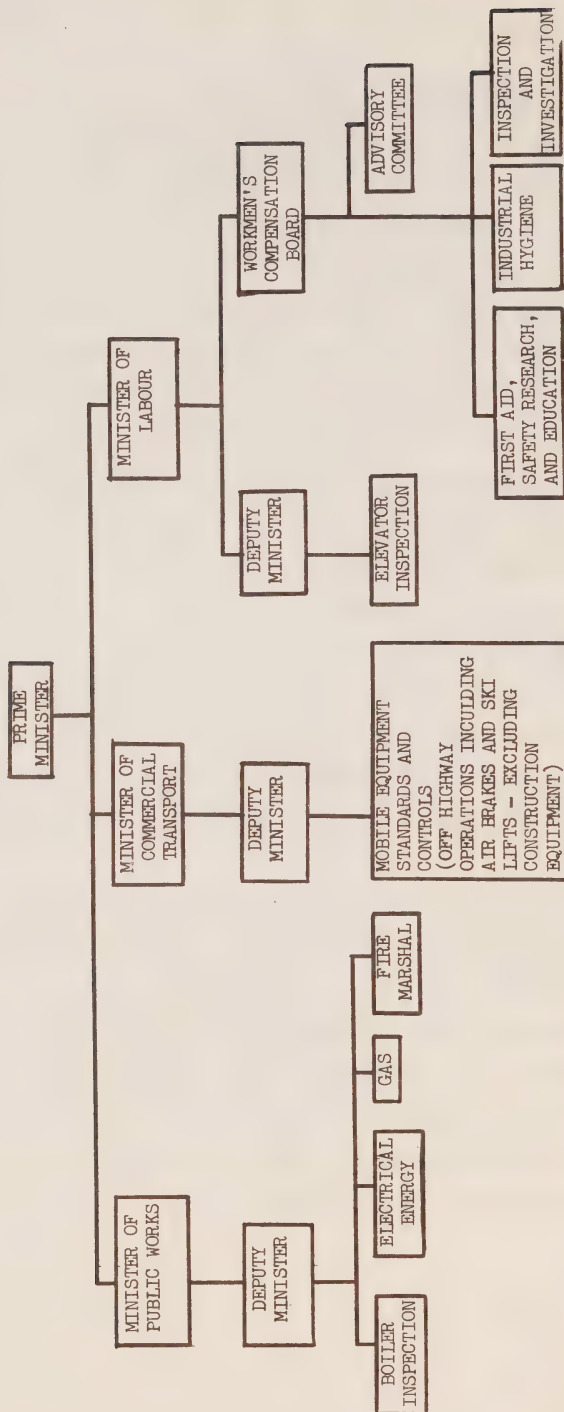 PRIME
MINISTER
MINISTER OF
PUBLIC WORKS
MINISTER OF
COMMERCIAL
TRANSPORT
MINISTER OF
LABOUR
DEPUTY
MINISTER
DEPUTY
MINISTER
DEPUTY
MINISTER
WORKMEN'S
COMPENSATION
BOARD
BOILER
INSPECTION
ELECTRICAL
ENERGY
GAS
FIRE
MARSHAL
MOBILE EQUIPMENT
STANDARDS AND
CONTROLS
(OFF HIGHWAY
OPERATIONS INCULDING
AIR BRAKES AND SKI
LIFTS - EXCLUDING
CONSTRUCTION
EQUIPMENT)
ELEVATOR
INSPECTION
ADVISORY
COMMITTEE
FIRST AID,
SAFETY RESEARCH,
AND EDUCATION
INDUSTRIAL
HYGIENE
INSPECTION
AND
INVESTIGATION